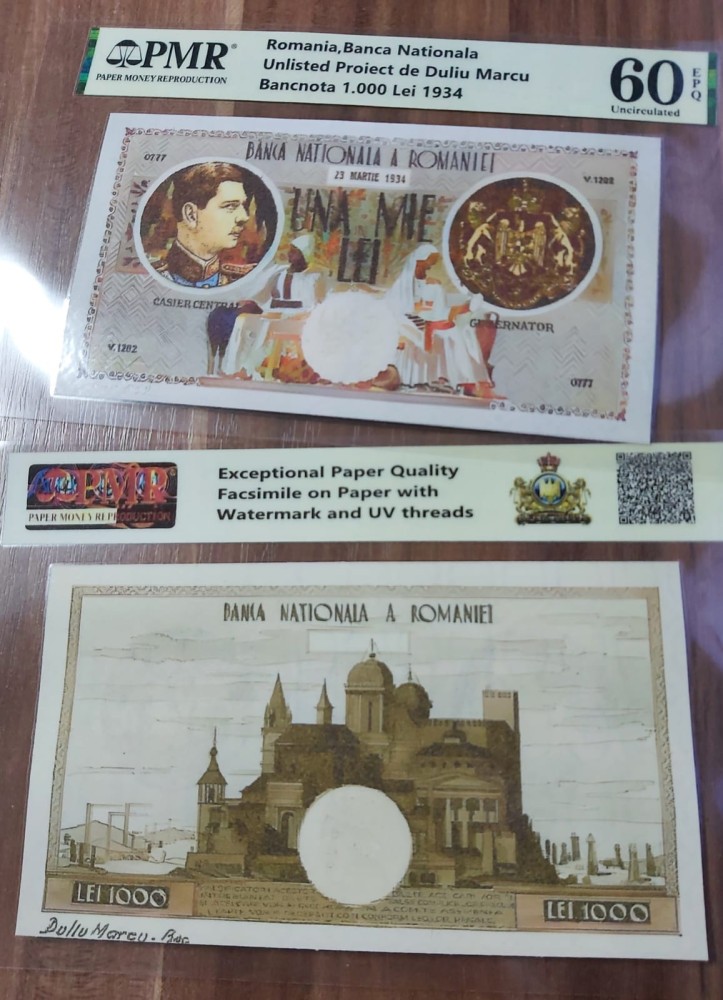 PMR
PAPER MONEY REPRODUCTION
Romania,Banca Nationala
Unlisted Proiect de Duliu Marcu
Bancnota 1.000 Lei 1934
60
EPQ
Uncirculated
0777
BANCA NATIONALA A ROMANIEI
23 MARTIE 1934
V.1202
UNA MIE
LEI
CASIER CENTRAL
GUVERNATOR
V.1202
0777
PMR
PAPER MONEY REPRODUCTION
Exceptional Paper Quality
Facsimile on Paper with
Watermark and UV threads
BANCA NATIONALA A ROMANIEI
LEI 1000
LEI 1000
Duliu Marcu